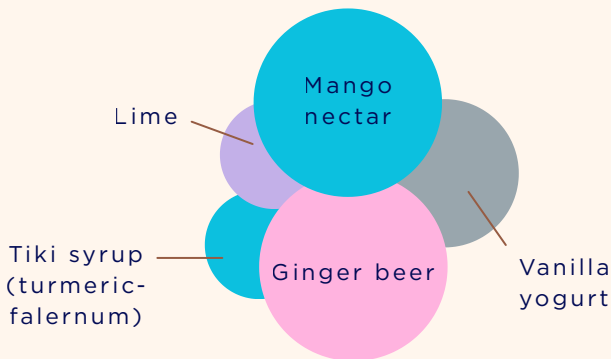 Mango
nectar
Lime
Ginger beer
Tiki syrup
(turmeric-
falernum)
Vanilla
yogurt